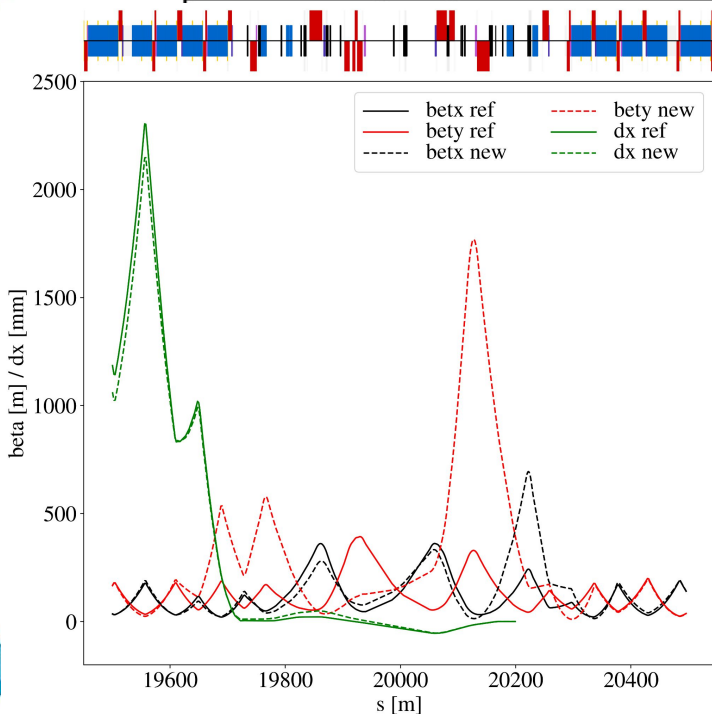 2500
2000
1500
1000
500
0
beta [m] / dx [mm]
betx ref
bety ref
betx new
bety new
dx ref
dx new
19600 19800 20000 20200 20400
s [m]